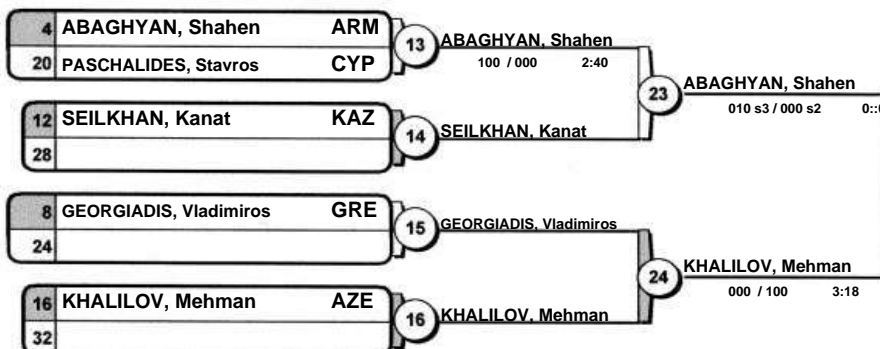 4 ABAGHYAN, Shahen ARM
20 PASCHALIDES, Stavros CYP
13
ABAGHYAN, Shahen
100 / 000 2:40
12 SEILKHAN, Kanat KAZ
28
14
SEILKHAN, Kanat
23
ABAGHYAN, Shahen
010 s3 / 000 s2
8 GEORGIADIS, Vladimiros GRE
24
15
GEORGIADIS, Vladimiros
16 KHALILOV, Mehman AZE
32
16
KHALILOV, Mehman
24
KHALILOV, Mehman
000 / 100 3:18